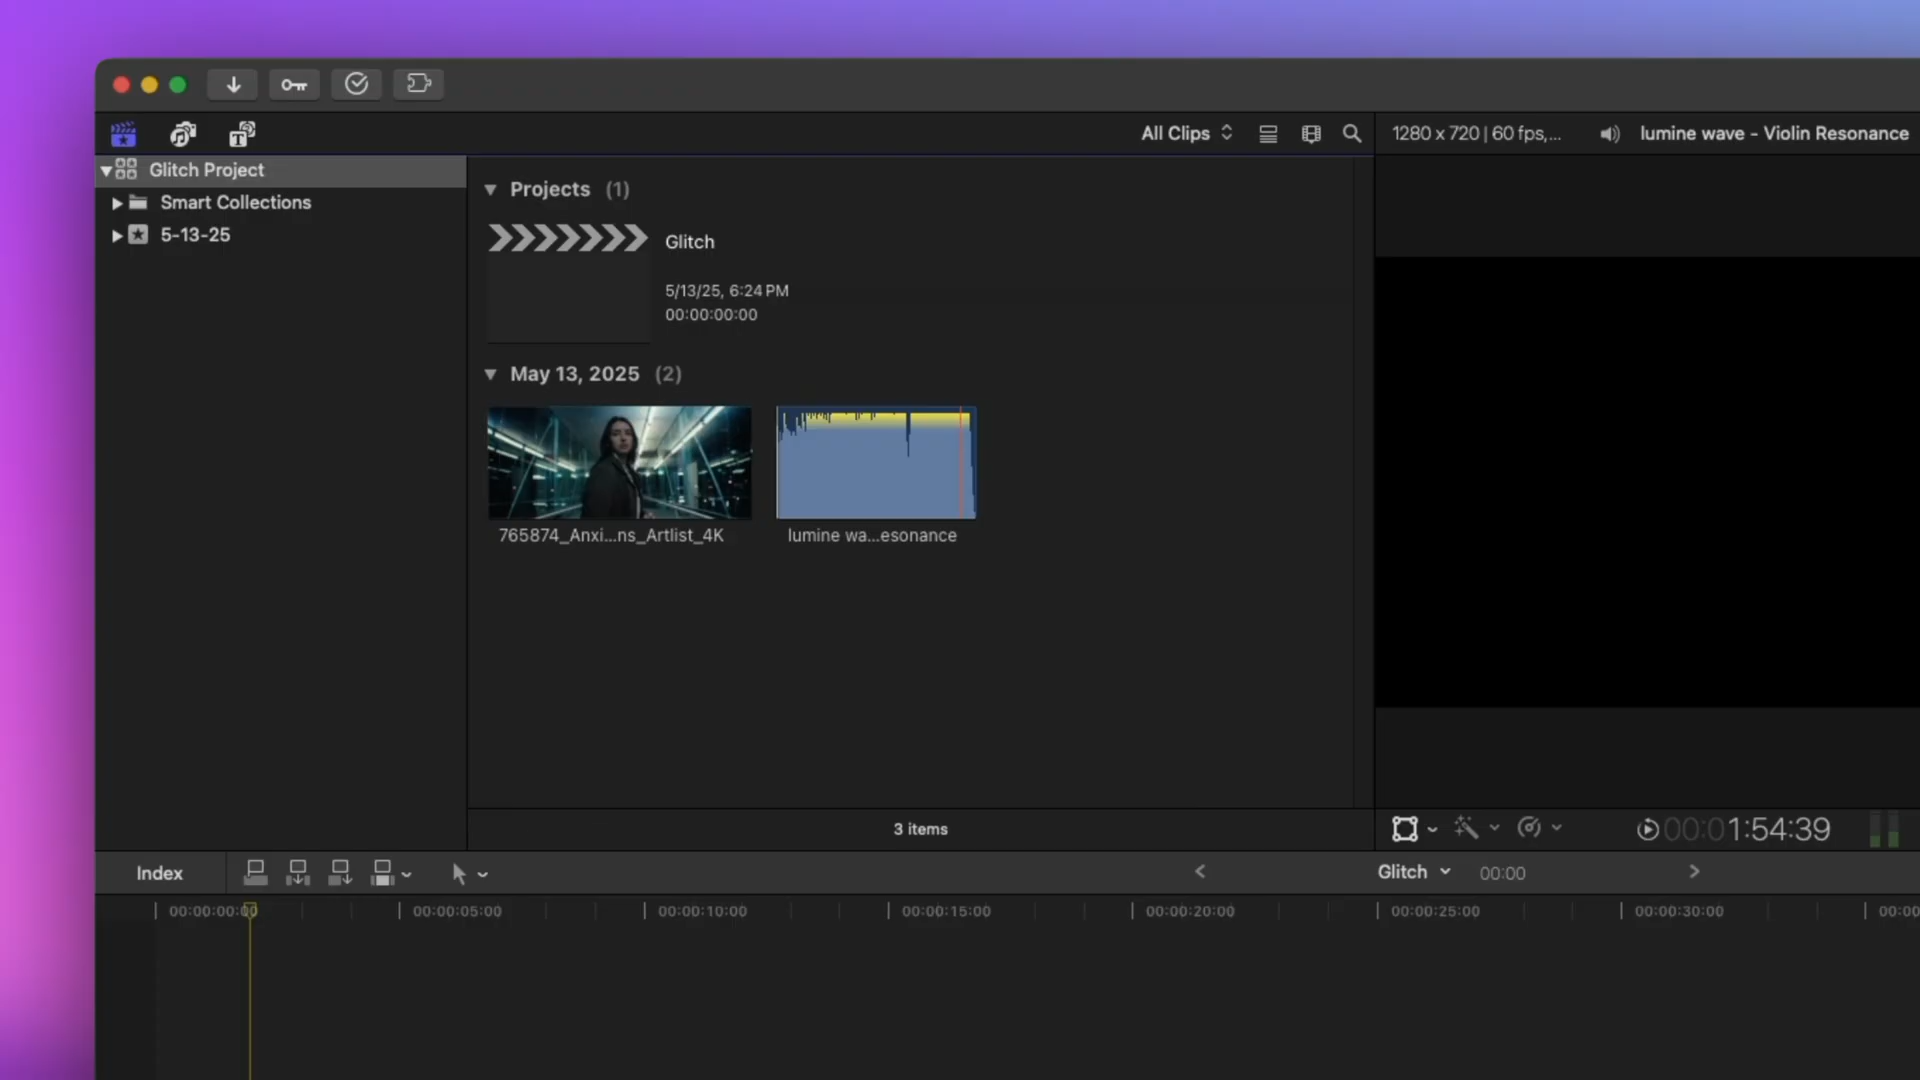 All Clips
1280 x 720 | 60 fps,...
lumine wave - Violin Resonance
Glitch Project
Smart Collections
5-13-25
Projects (1)
Glitch
5/13/25, 6:24 PM
00:00:00:00
May 13, 2025 (2)
765874_Anxi...ns_Artlist_4K
lumine wa...esonance
3 items
00:01:54:39
Index
Glitch
00:00
00:00:00:00
00:00:05:00
00:00:10:00
00:00:15:00
00:00:20:00
00:00:25:00
00:00:30:00
00:00